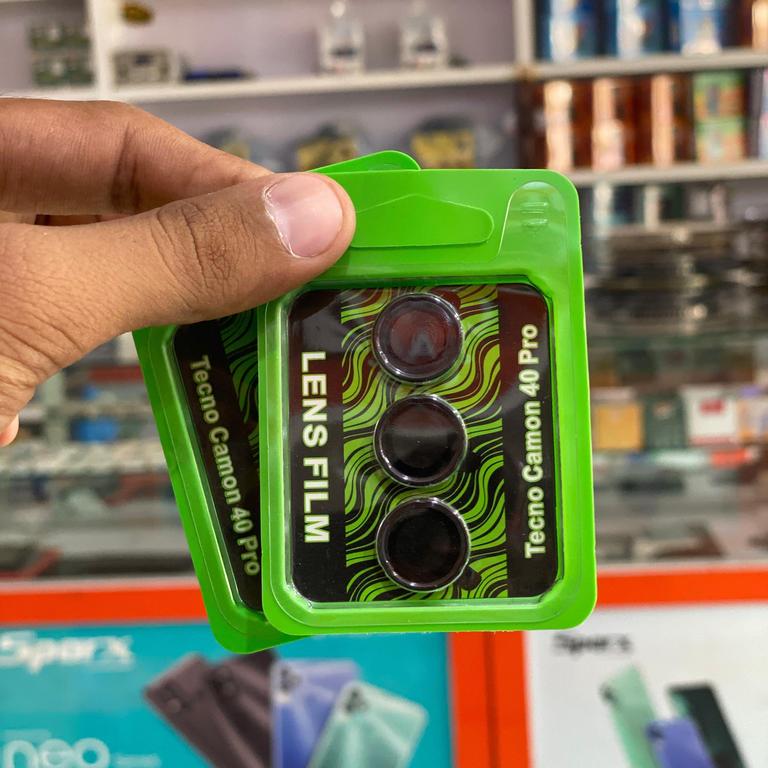 LENS FILM
Tecno Camon 40 Pro
Tecno Camon 40 Pro
Sparx
neo
Sparx